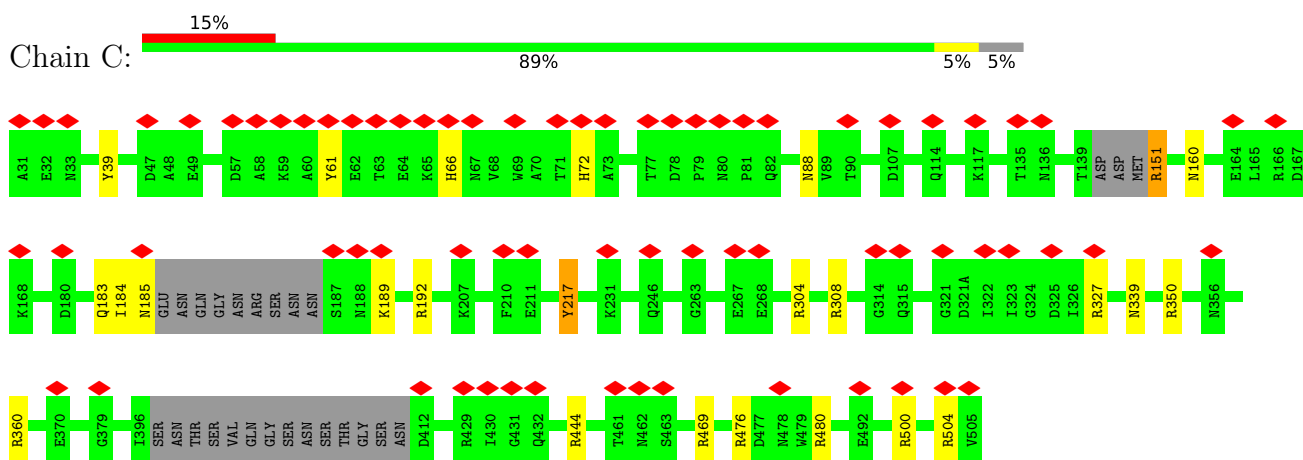 15%
Chain C:
89%
5%
5%
A31 E32 N33 Y39 D47 A48 E49 D57 A58 K59 A60 Y61 E62 T63 E64 K65 H66 N67 V68 W69 A70 T71 H72 A73 T77 D78 P79 N80 P81 Q82 N88 V89 T90 D107 Q114 K117 T135 N136 T139 ASP ASP MET R151 N160 E164 L165 R166 D167
K168 D180 Q183 I184 N185 GLU ASN GLN GLY ASN ARG SER ASN ASN S187 N188 K189 R192 K207 F210 E211 Y217 K231 Q246 G263 E267 E268 R304 R308 G314 Q315 G321 D321A I322 I323 G324 D325 I326 R327 N339 R350 N356
R360 E370 G379 I396 SER ASN THR SER VAL GLN GLY SER ASN SER THR GLY SER ASN D412 R429 I430 G431 Q432 R444 T461 N462 S463 R469 R476 D477 N478 W479 R480 E492 R500 R504 V505